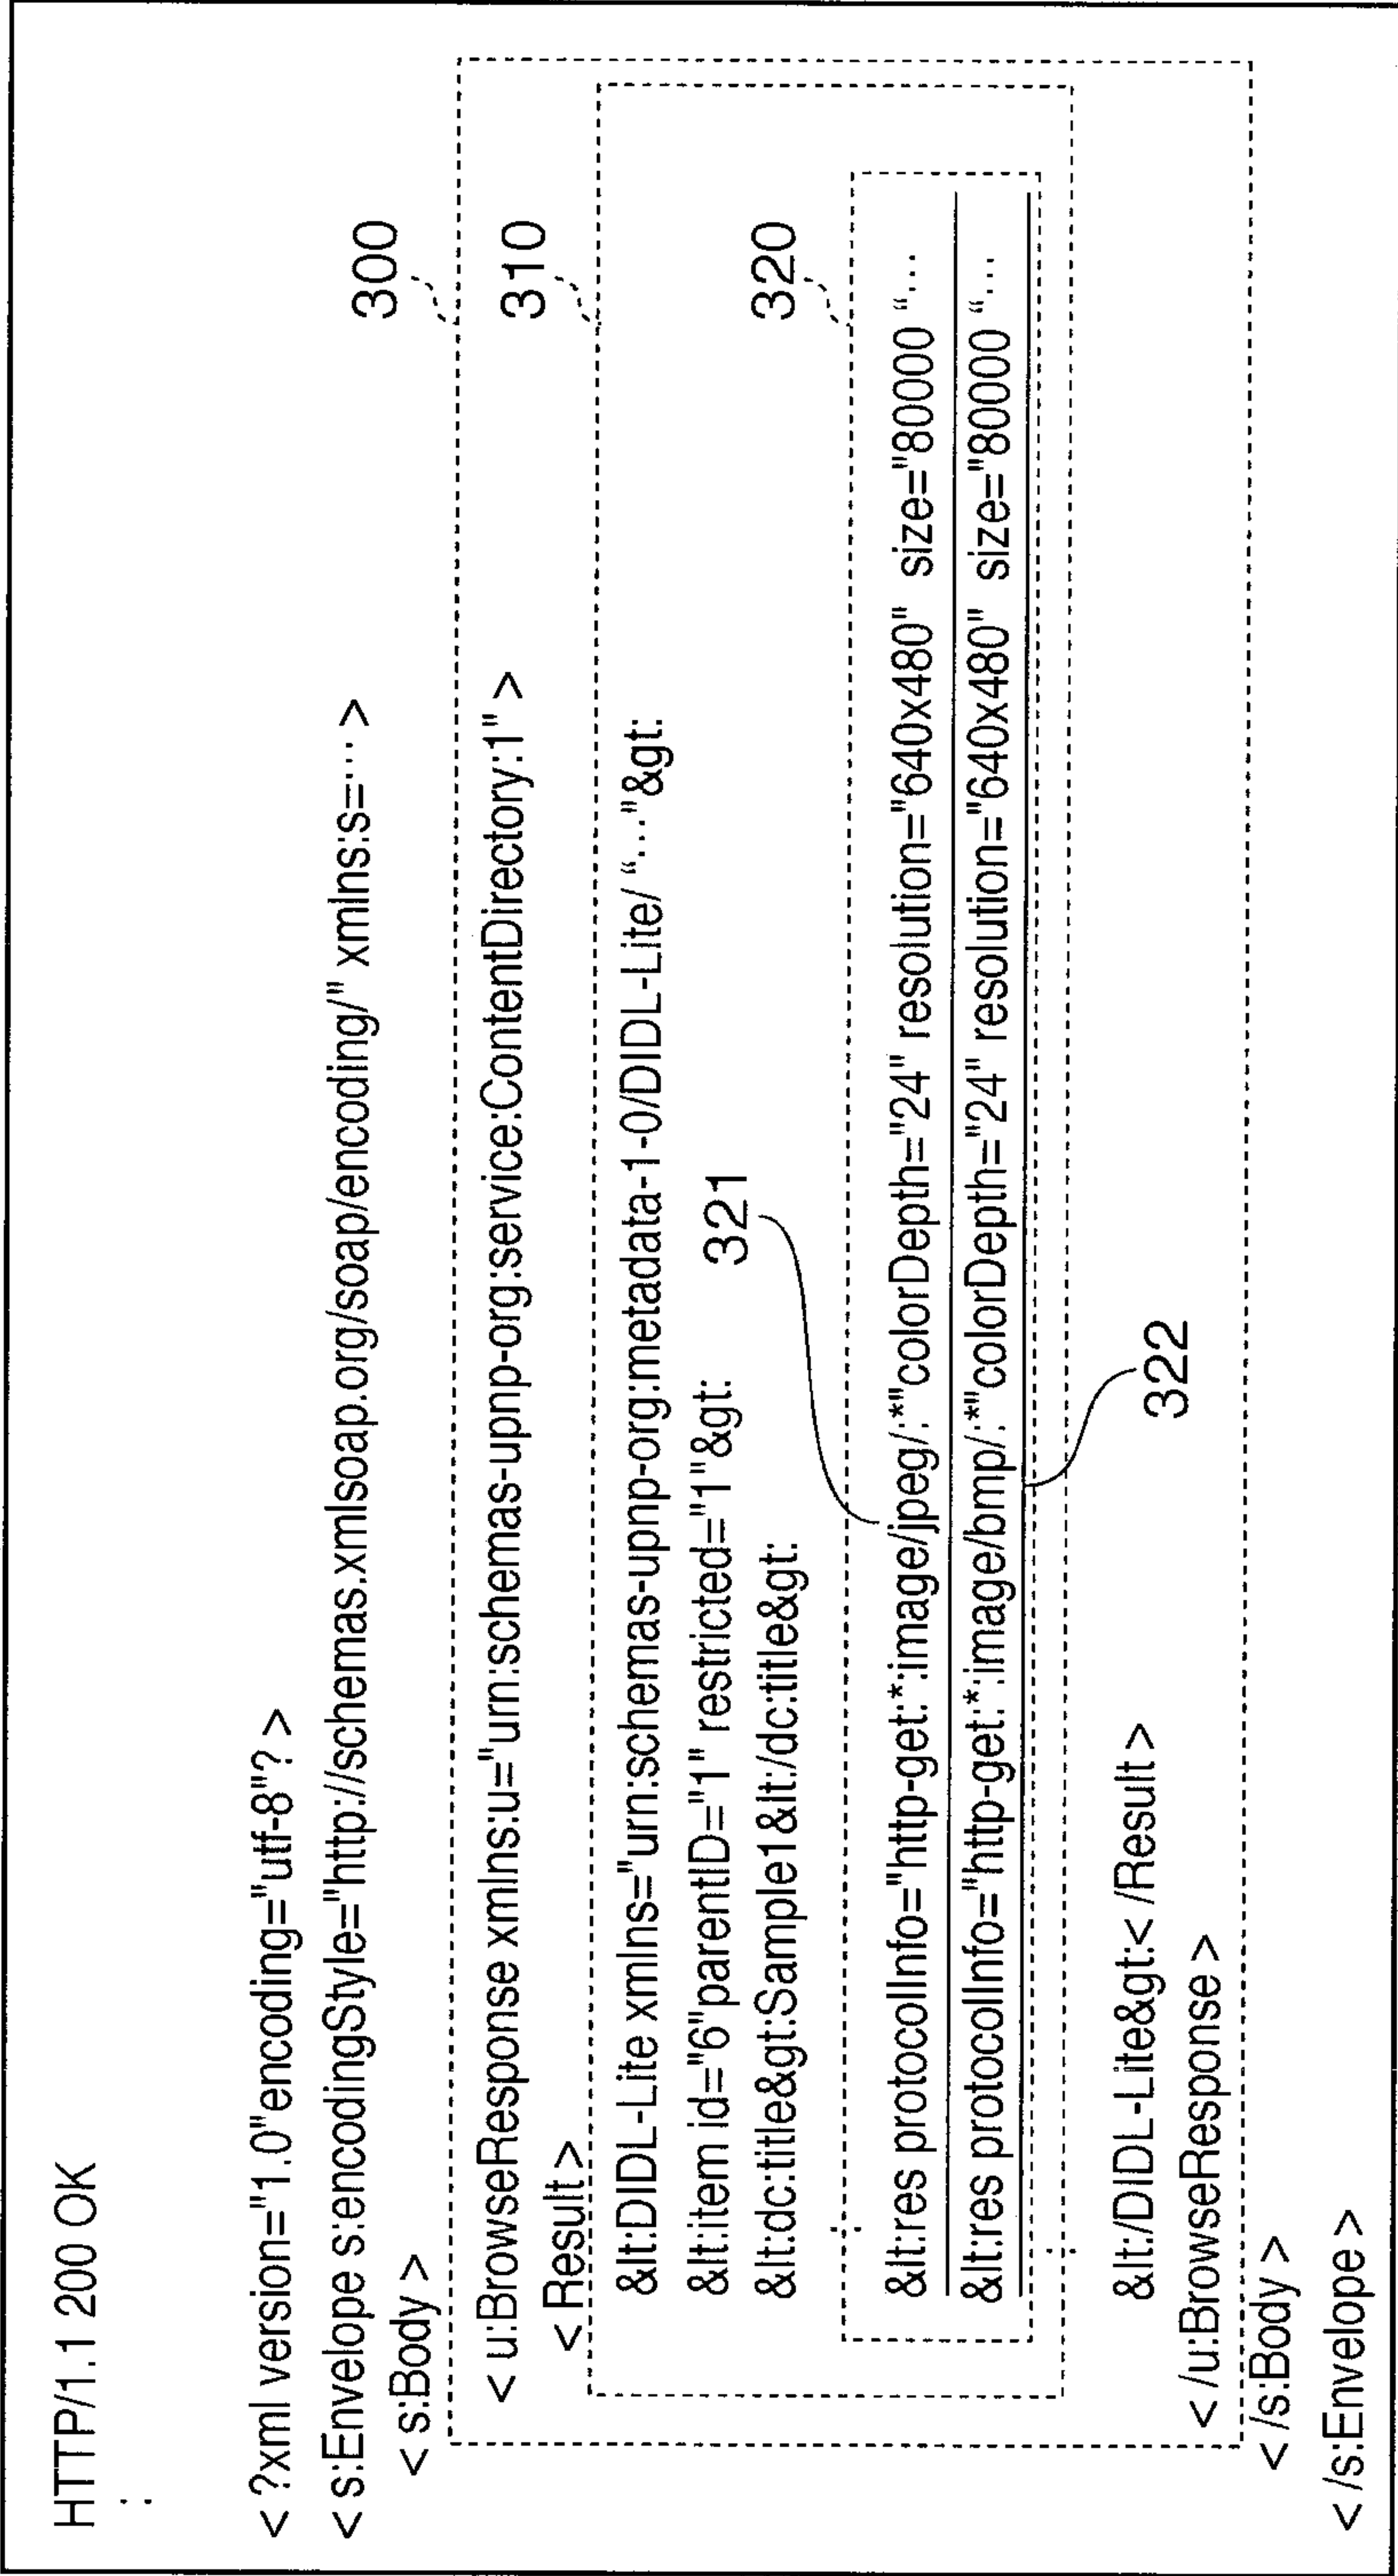 HTTP/1.1 200 OK
:
< ?xml version="1.0"encoding="utf-8"? >
< s:Envelope s:encodingStyle="http://schemas.xmlsoap.org/soap/encoding/" xmlns:s=··· >
< s:Body >
300
< u:BrowseResponse xmlns:u="urn:schemas-upnp-org:service:ContentDirectory:1" >
< Result >
310
&lt:DIDL-Lite xmlns="urn:schemas-upnp-org:metadata-1-0/DIDL-Lite/ “..."&gt:
&lt:item id="6"parentID="1" restricted="1"&gt:
321
&lt:dc:title&gt:Sample1&lt:/dc:title&gt:
320
:
&lt:res protocolInfo="http-get:*:image/jpeg/:*"colorDepth="24" resolution="640x480" size="80000 “...
&lt:res protocolInfo="http-get:*:image/bmp/:*"colorDepth="24" resolution="640x480" size="80000 “...
:
322
&lt:/DIDL-Lite&gt:< /Result >
< /u:BrowseResponse >
< /s:Body >
< /s:Envelope >